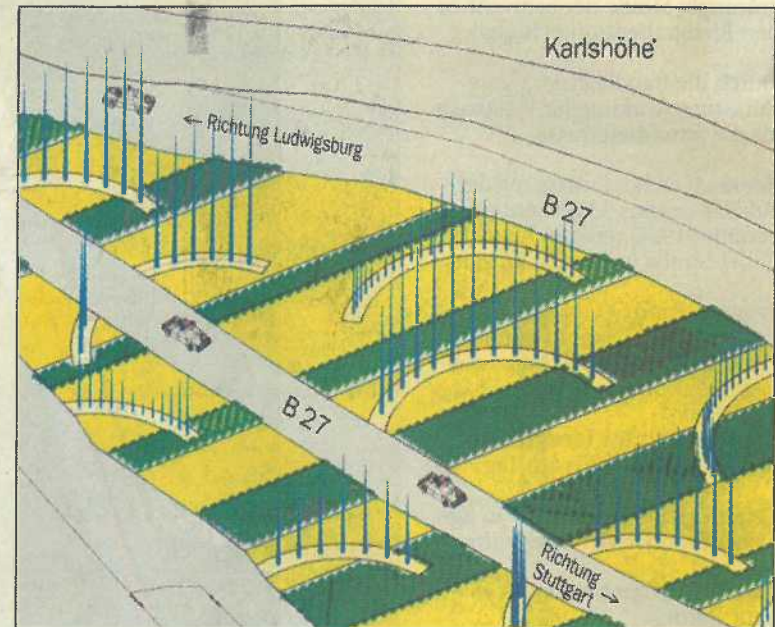 Karlshöhe
← Richtung Ludwigsburg
B 27
B 27
Richtung
Stuttgart →